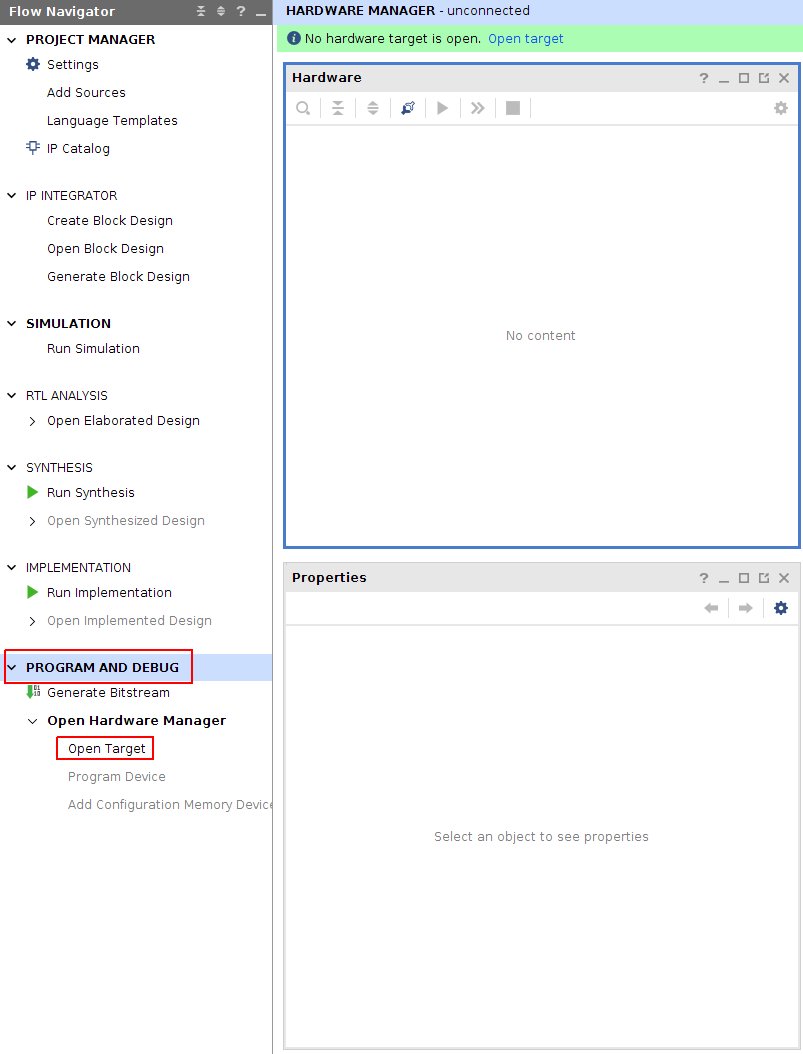 Flow Navigator
PROJECT MANAGER
Settings
Add Sources
Language Templates
IP Catalog
IP INTEGRATOR
Create Block Design
Open Block Design
Generate Block Design
SIMULATION
Run Simulation
RTL ANALYSIS
Open Elaborated Design
SYNTHESIS
Run Synthesis
Open Synthesized Design
IMPLEMENTATION
Run Implementation
Open Implemented Design
PROGRAM AND DEBUG
Generate Bitstream
Open Hardware Manager
Open Target
Program Device
Add Configuration Memory Device
HARDWARE MANAGER - unconnected
No hardware target is open. Open target
Hardware
No content
Properties
Select an object to see properties